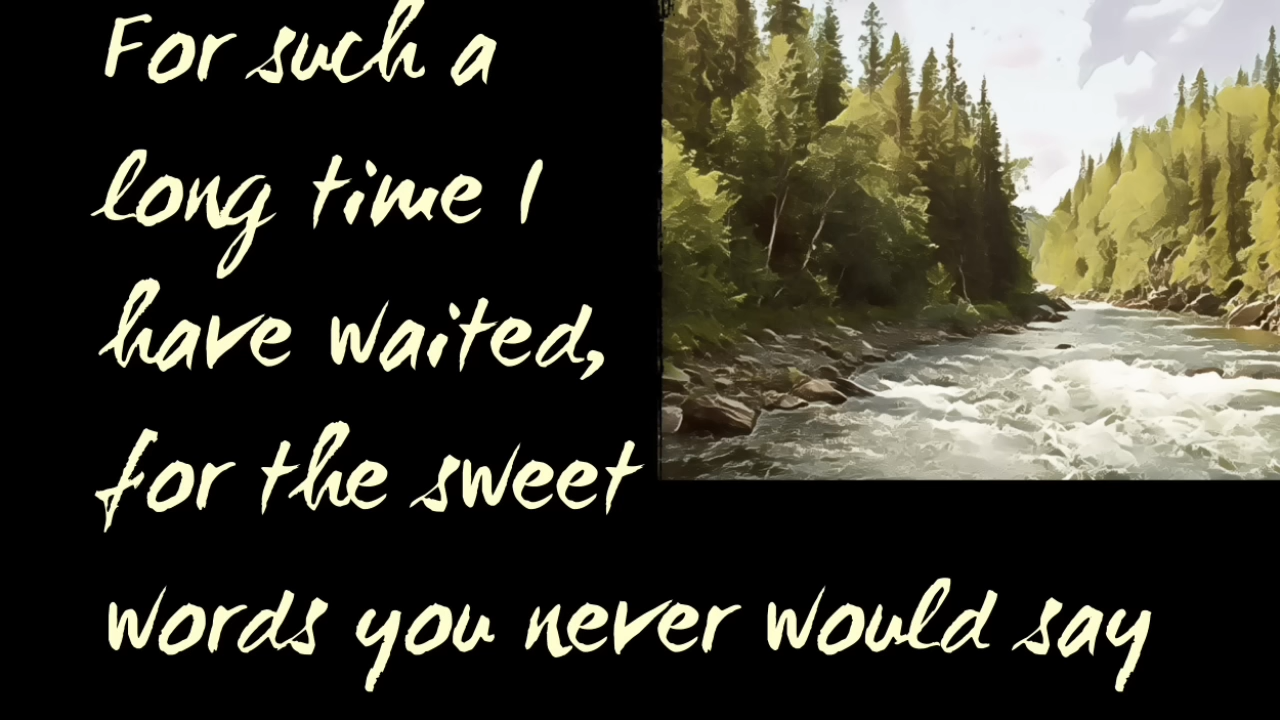 For such a
long time I
have waited,
for the sweet
words you never would say